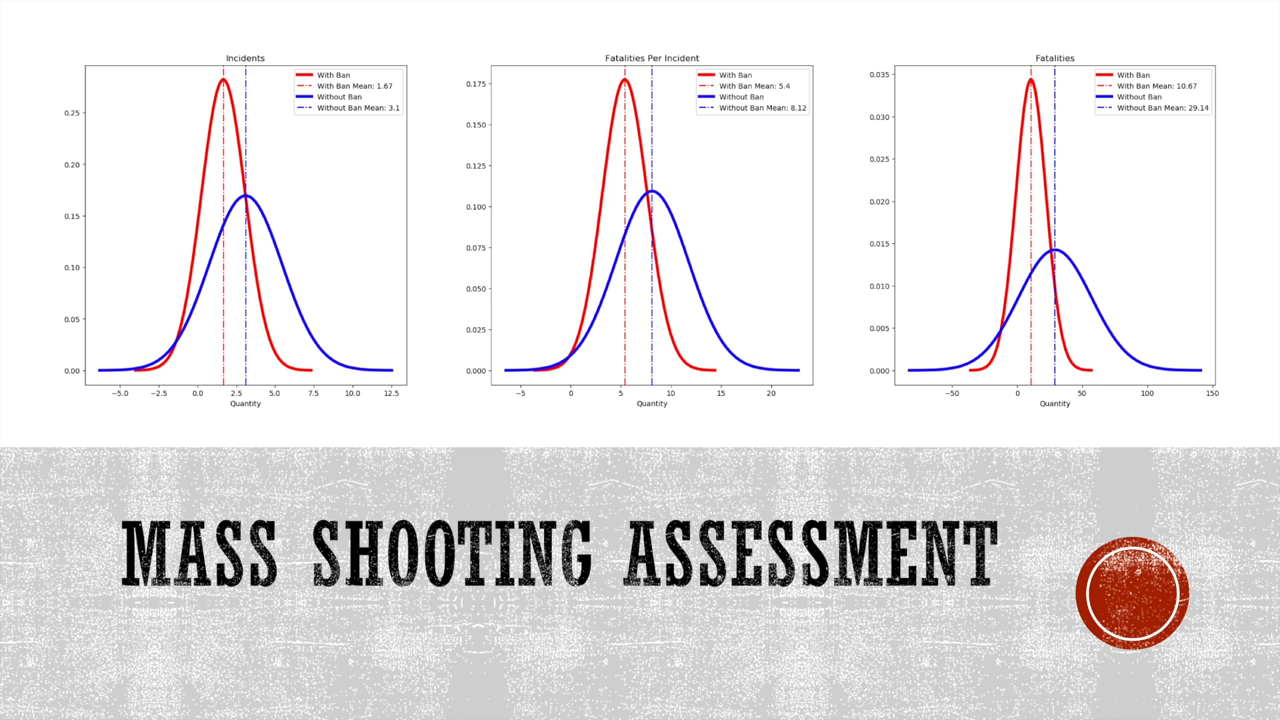 Incidents
With Ban
With Ban Mean: 1.67
Without Ban
Without Ban Mean: 3.1
0.25
0.20
0.15
0.10
0.05
0.00
−5.0 −2.5 0.0 2.5 5.0 7.5 10.0 12.5
Quantity
Fatalities Per Incident
With Ban
With Ban Mean: 5.4
Without Ban
Without Ban Mean: 8.12
0.175
0.150
0.125
0.100
0.075
0.050
0.025
0.000
−5 0 5 10 15 20
Quantity
Fatalities
With Ban
With Ban Mean: 10.67
Without Ban
Without Ban Mean: 29.14
0.035
0.030
0.025
0.020
0.015
0.010
0.005
0.000
−50 0 50 100 150
Quantity
MASS SHOOTING ASSESSMENT